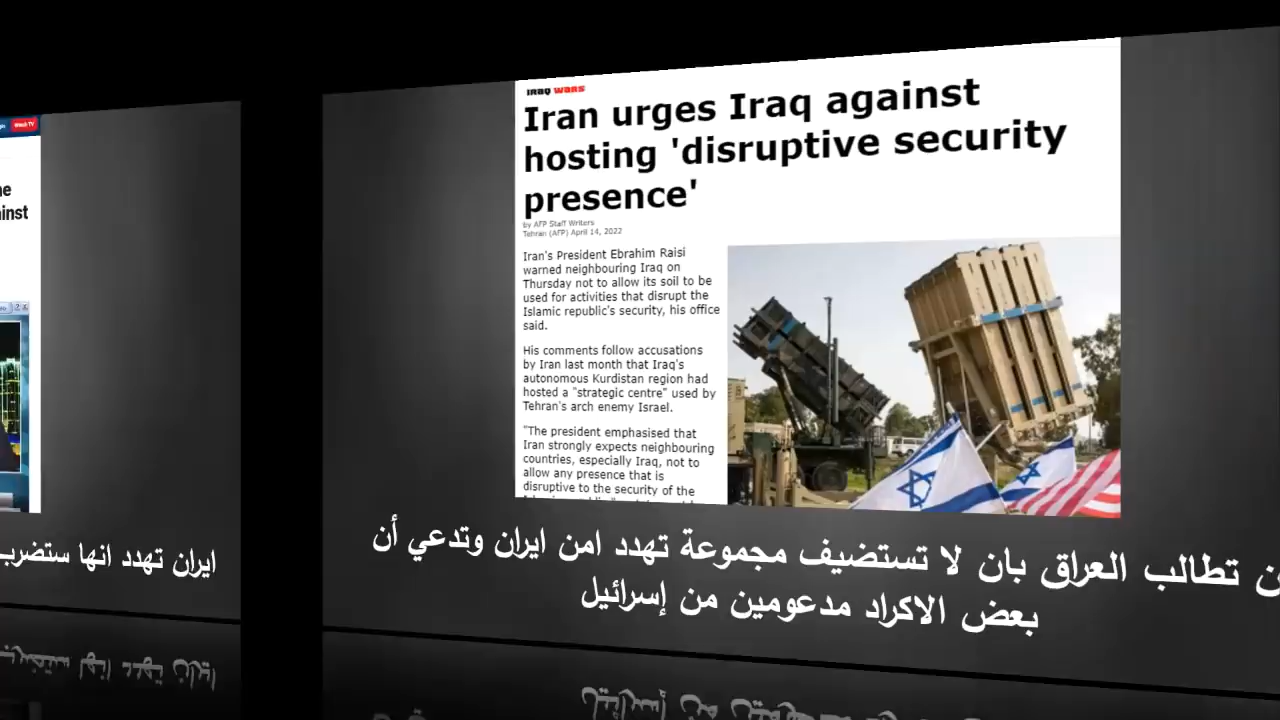 IRAQ WARS
Iran urges Iraq against
hosting 'disruptive security
presence'
by AFP Staff Writers
Tehran (AFP) April 14, 2022
Iran's President Ebrahim Raisi
warned neighbouring Iraq on
Thursday not to allow its soil to be
used for activities that disrupt the
Islamic republic's security, his office
said.
His comments follow accusations
by Iran last month that Iraq's
autonomous Kurdistan region had
hosted a "strategic centre" used by
Tehran's arch enemy Israel.
"The president emphasised that
Iran strongly expects neighbouring
countries, especially Iraq, not to
allow any presence that is
disruptive to the security of the
تطالب العراق بان لا تستضيف مجموعة تهدد امن ايران وتدعي أن
بعض الاكراد مدعومين من إسرائيل
Watch TV
ايران تهدد انها ستضرب